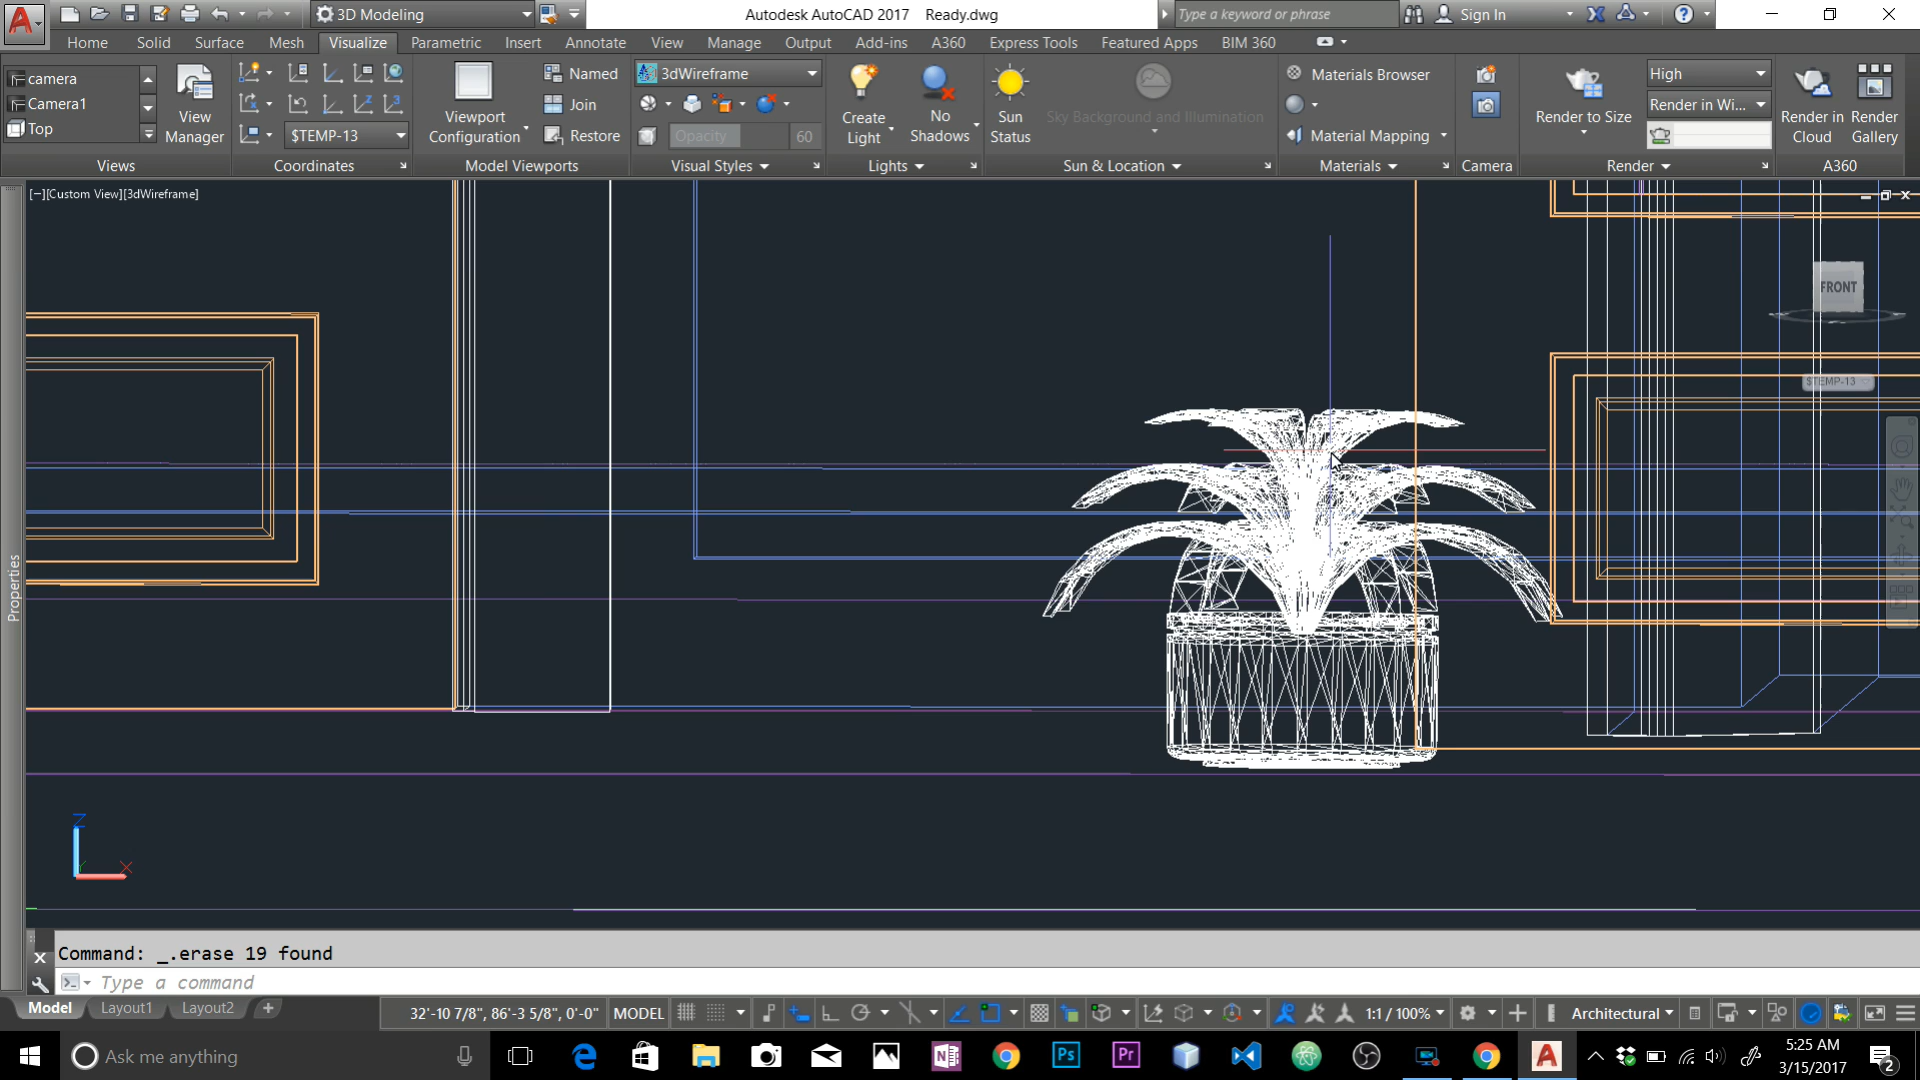 3D Modeling
Autodesk AutoCAD 2017 Ready.dwg
Type a keyword or phrase
Sign In
Home Solid Surface Mesh Visualize Parametric Insert Annotate View Manage Output Add-ins A360 Express Tools Featured Apps BIM 360
camera
Camera1
Top
View
Manager
Views
$TEMP-13
Coordinates
Viewport
Configuration
Named
Join
Restore
Model Viewports
3dWireframe
Opacity 60
Visual Styles
Create
Light
No
Shadows
Lights
Sun
Status
Sky Background and Illumination
Sun & Location
Materials Browser
Material Mapping
Materials
Camera
Render to Size
High
Render in Wi...
Render
Render in
Cloud
Render
Gallery
A360
[−][Custom View][3dWireframe]
FRONT
$TEMP-13
Properties
Z
X
Command: _.erase 19 found
Type a command
Model Layout1 Layout2
32'-10 7/8", 86'-3 5/8", 0'-0" MODEL 1:1 / 100% Architectural
Ask me anything
Ps
Pr
5:25 AM
3/15/2017
2